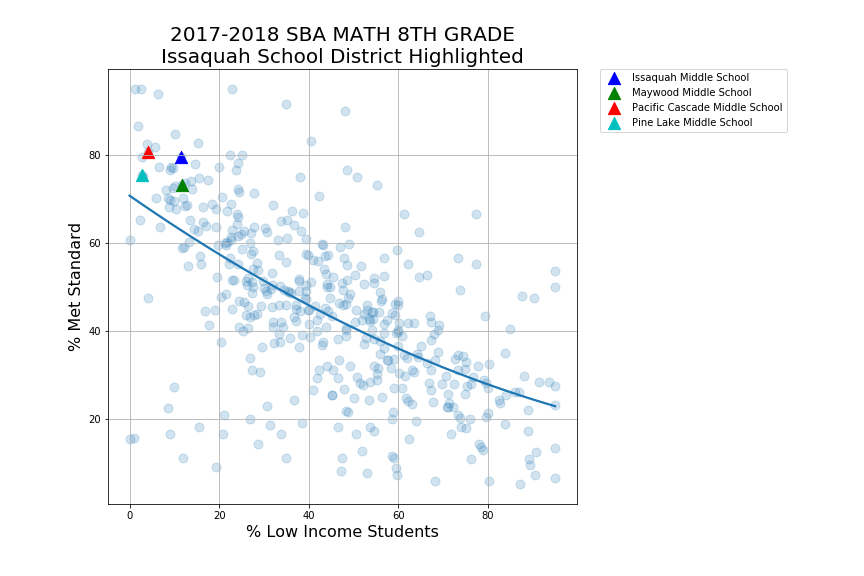 2017-2018 SBA MATH 8TH GRADE
Issaquah School District Highlighted
Issaquah Middle School
Maywood Middle School
Pacific Cascade Middle School
Pine Lake Middle School
80
60
40
20
% Met Standard
0 20 40 60 80
% Low Income Students